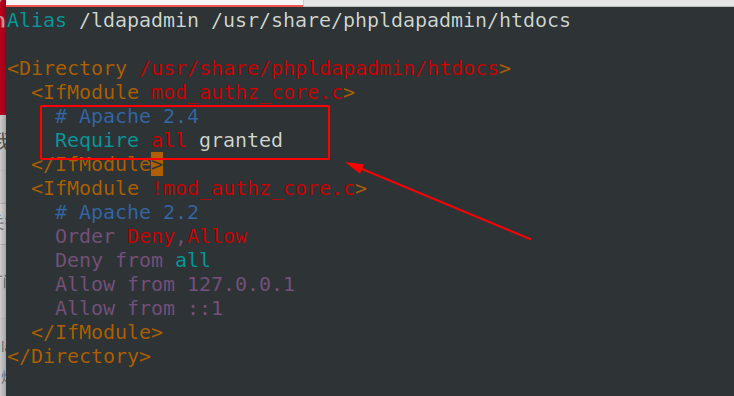 Alias /ldapadmin /usr/share/phpldapadmin/htdocs
<Directory /usr/share/phpldapadmin/htdocs>
<IfModule mod_authz_core.c>
# Apache 2.4
Require all granted
</IfModule>
<IfModule !mod_authz_core.c>
# Apache 2.2
Order Deny,Allow
Deny from all
Allow from 127.0.0.1
Allow from ::1
</IfModule>
</Directory>